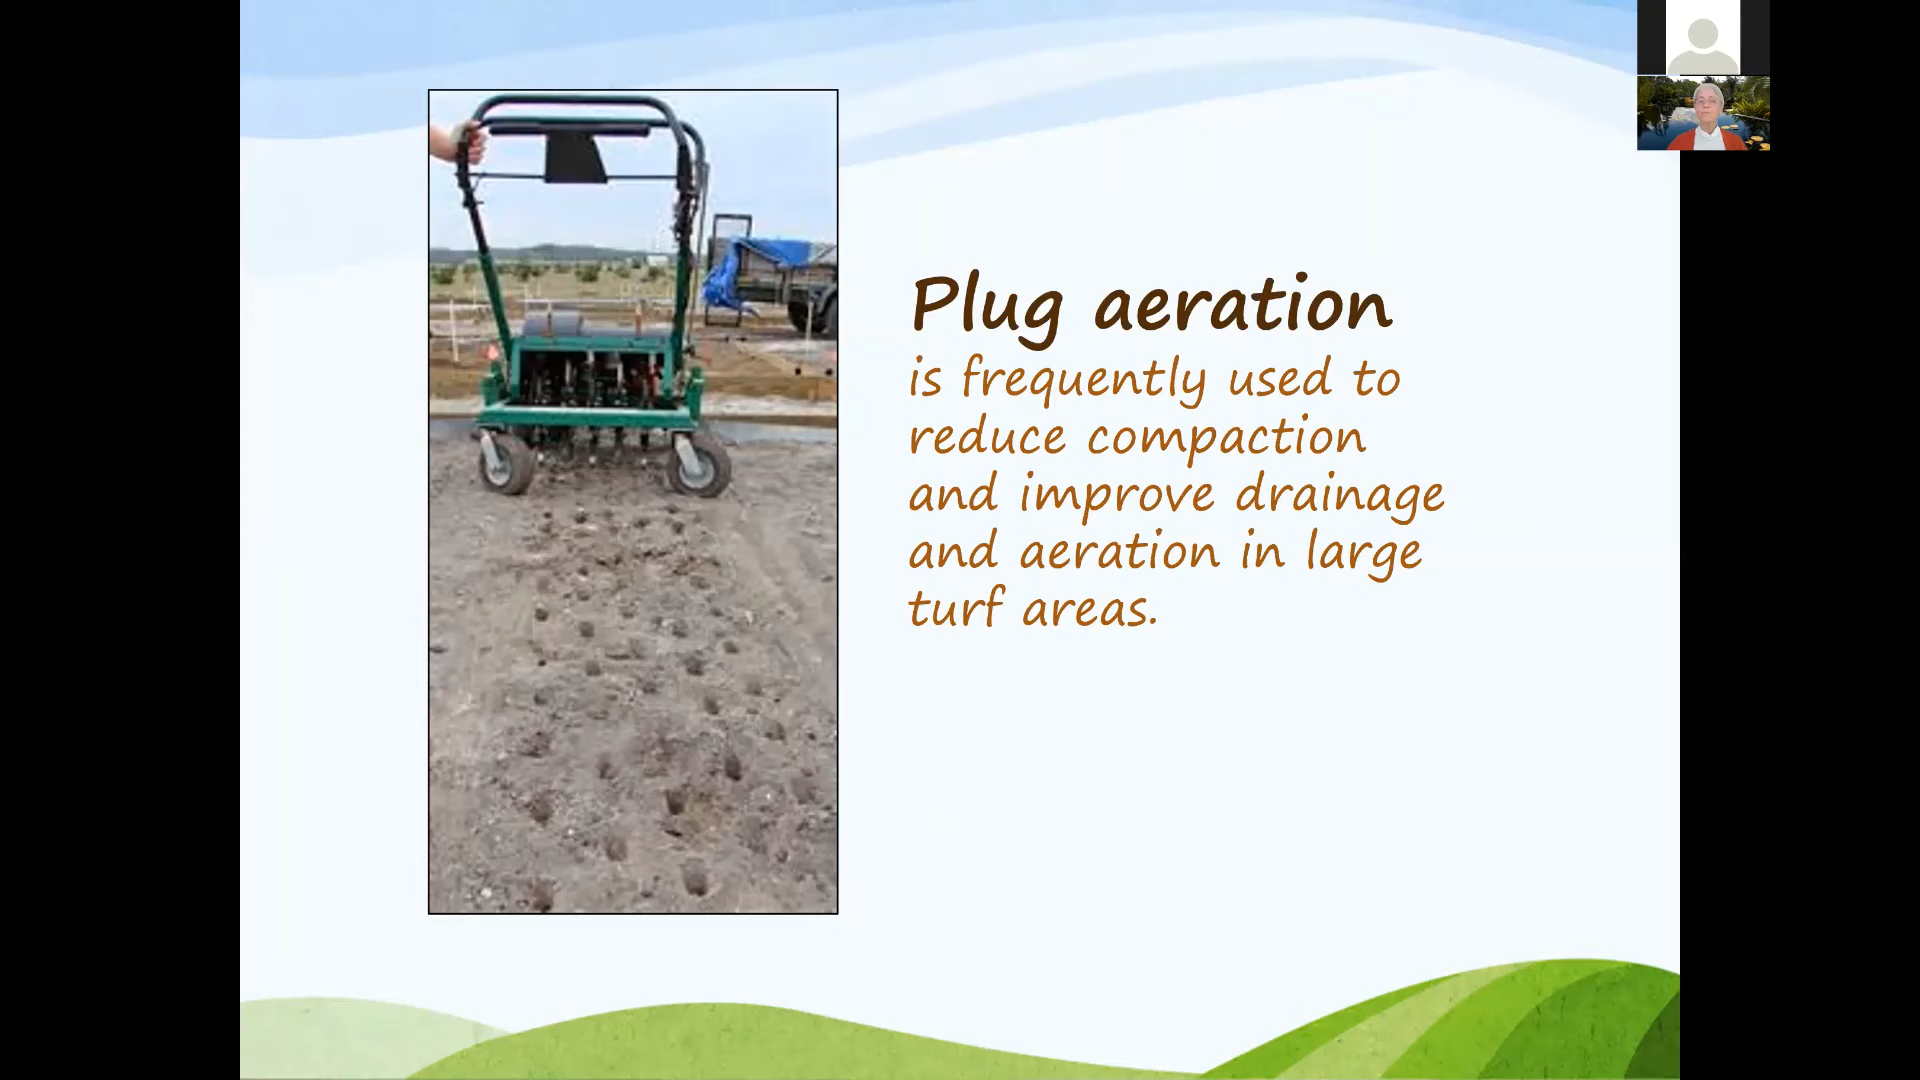 Plug aeration
is frequently used to
reduce compaction
and improve drainage
and aeration in large
turf areas.